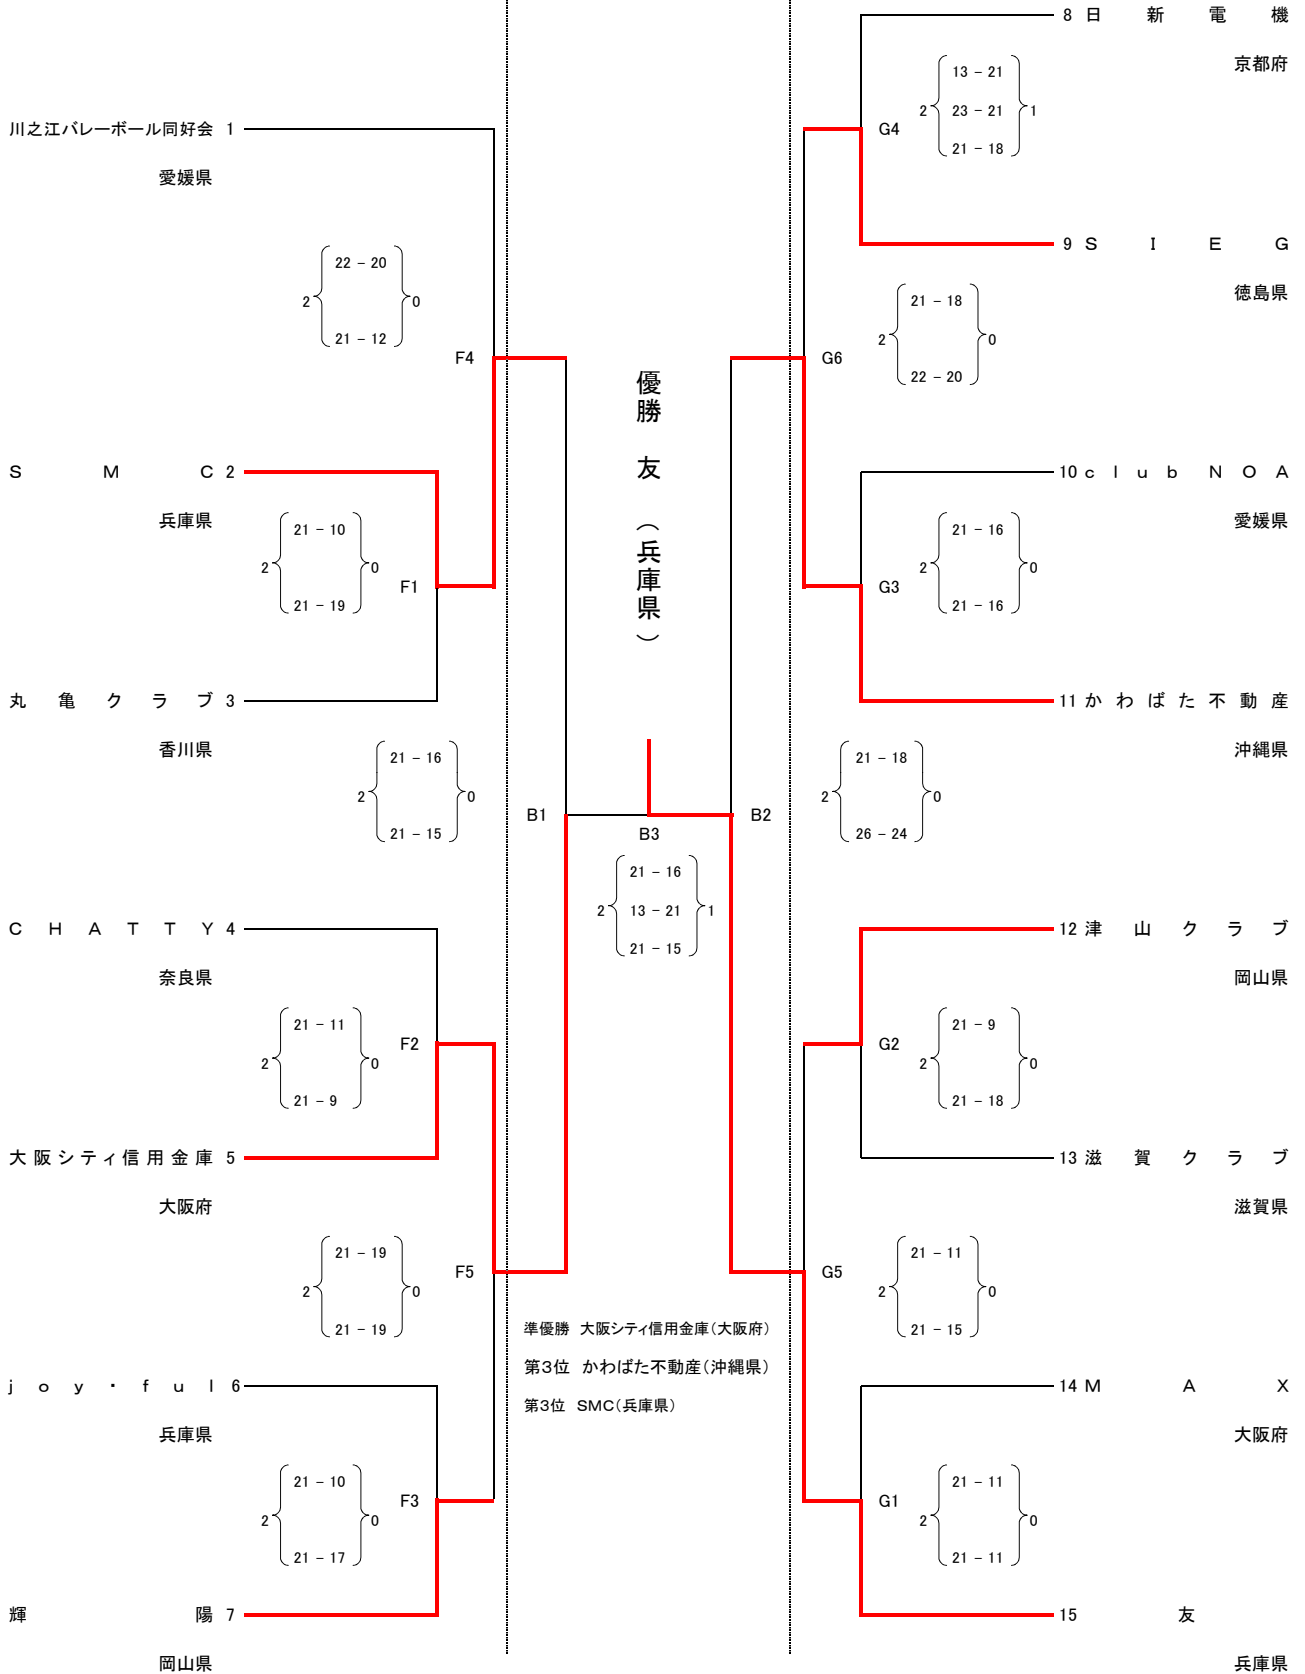 川之江バレーボール同好会 1
愛媛県
22 − 20
2 0
21 − 12
F4
S M C 2
兵庫県
21 − 10
2 0
21 − 19
F1
丸亀クラブ 3
香川県
21 − 16
2 0
21 − 15
B1
C H A T T Y 4
奈良県
21 − 11
2 0
21 − 9
F2
大阪シティ信用金庫 5
大阪府
21 − 19
2 0
21 − 19
F5
j o y ・ f u l 6
兵庫県
21 − 10
2 0
21 − 17
F3
輝陽 7
岡山県
優勝 友 (兵庫県)
B3
21 − 16
2 13 − 21 1
21 − 15
準優勝 大阪シティ信用金庫(大阪府)
第3位 かわばた不動産(沖縄県)
第3位 SMC(兵庫県)
8 日新電機
京都府
13 − 21
2 23 − 21 1
21 − 18
G4
9 S I E G
徳島県
21 − 18
2 0
22 − 20
G6
10 c l u b N O A
愛媛県
21 − 16
2 0
21 − 16
G3
11 かわばた不動産
沖縄県
21 − 18
2 0
26 − 24
B2
12 津山クラブ
岡山県
21 − 9
2 0
21 − 18
G2
13 滋賀クラブ
滋賀県
21 − 11
2 0
21 − 15
G5
14 M A X
大阪府
21 − 11
2 0
21 − 11
G1
15 友
兵庫県